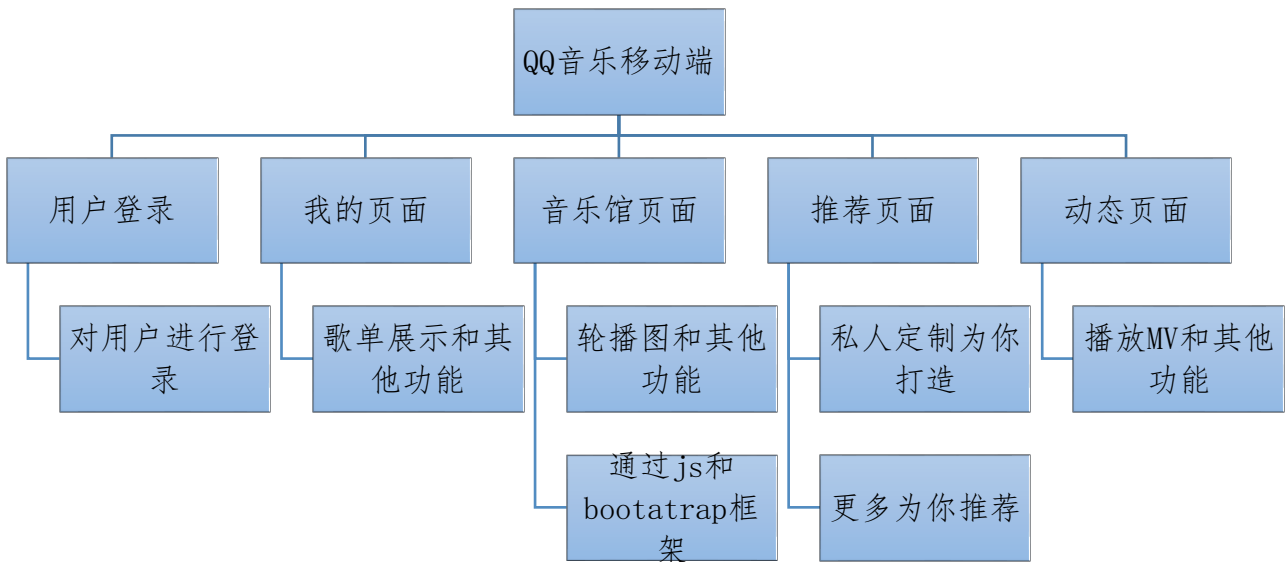 QQ音乐移动端
用户登录
我的页面
音乐馆页面
推荐页面
动态页面
对用户进行登
录
歌单展示和其
他功能
轮播图和其他
功能
私人定制为你
打造
播放MV和其他
功能
通过js和
bootatrap框
架
更多为你推荐